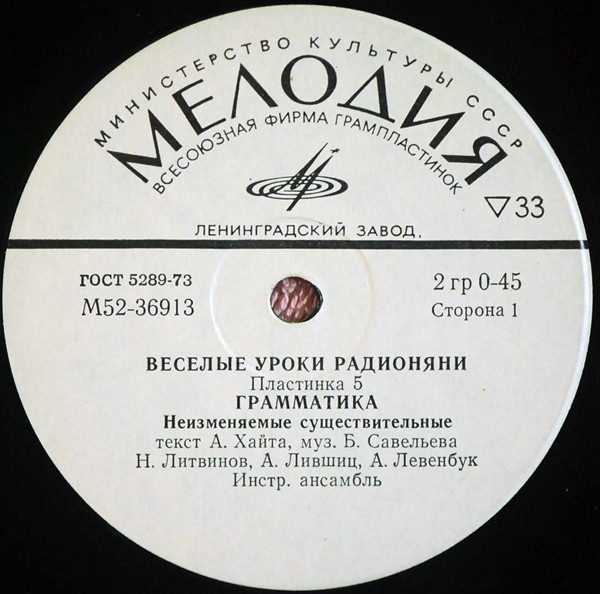 МИНИСТЕРСТВО КУЛЬТУРЫ СССР
МЕЛОДИЯ
ВСЕСОЮЗНАЯ ФИРМА ГРАМПЛАСТИНОК
▽33
ЛЕНИНГРАДСКИЙ ЗАВОД.
ГОСТ 5289-73
2 гр 0-45
М52-36913
Сторона 1
ВЕСЕЛЫЕ УРОКИ РАДИОНЯНИ
Пластинка 5
ГРАММАТИКА
Неизменяемые существительные
текст А. Хайта, муз. Б. Савельева
Н. Литвинов, А. Лившиц, А. Левенбук
Инстр. ансамбль